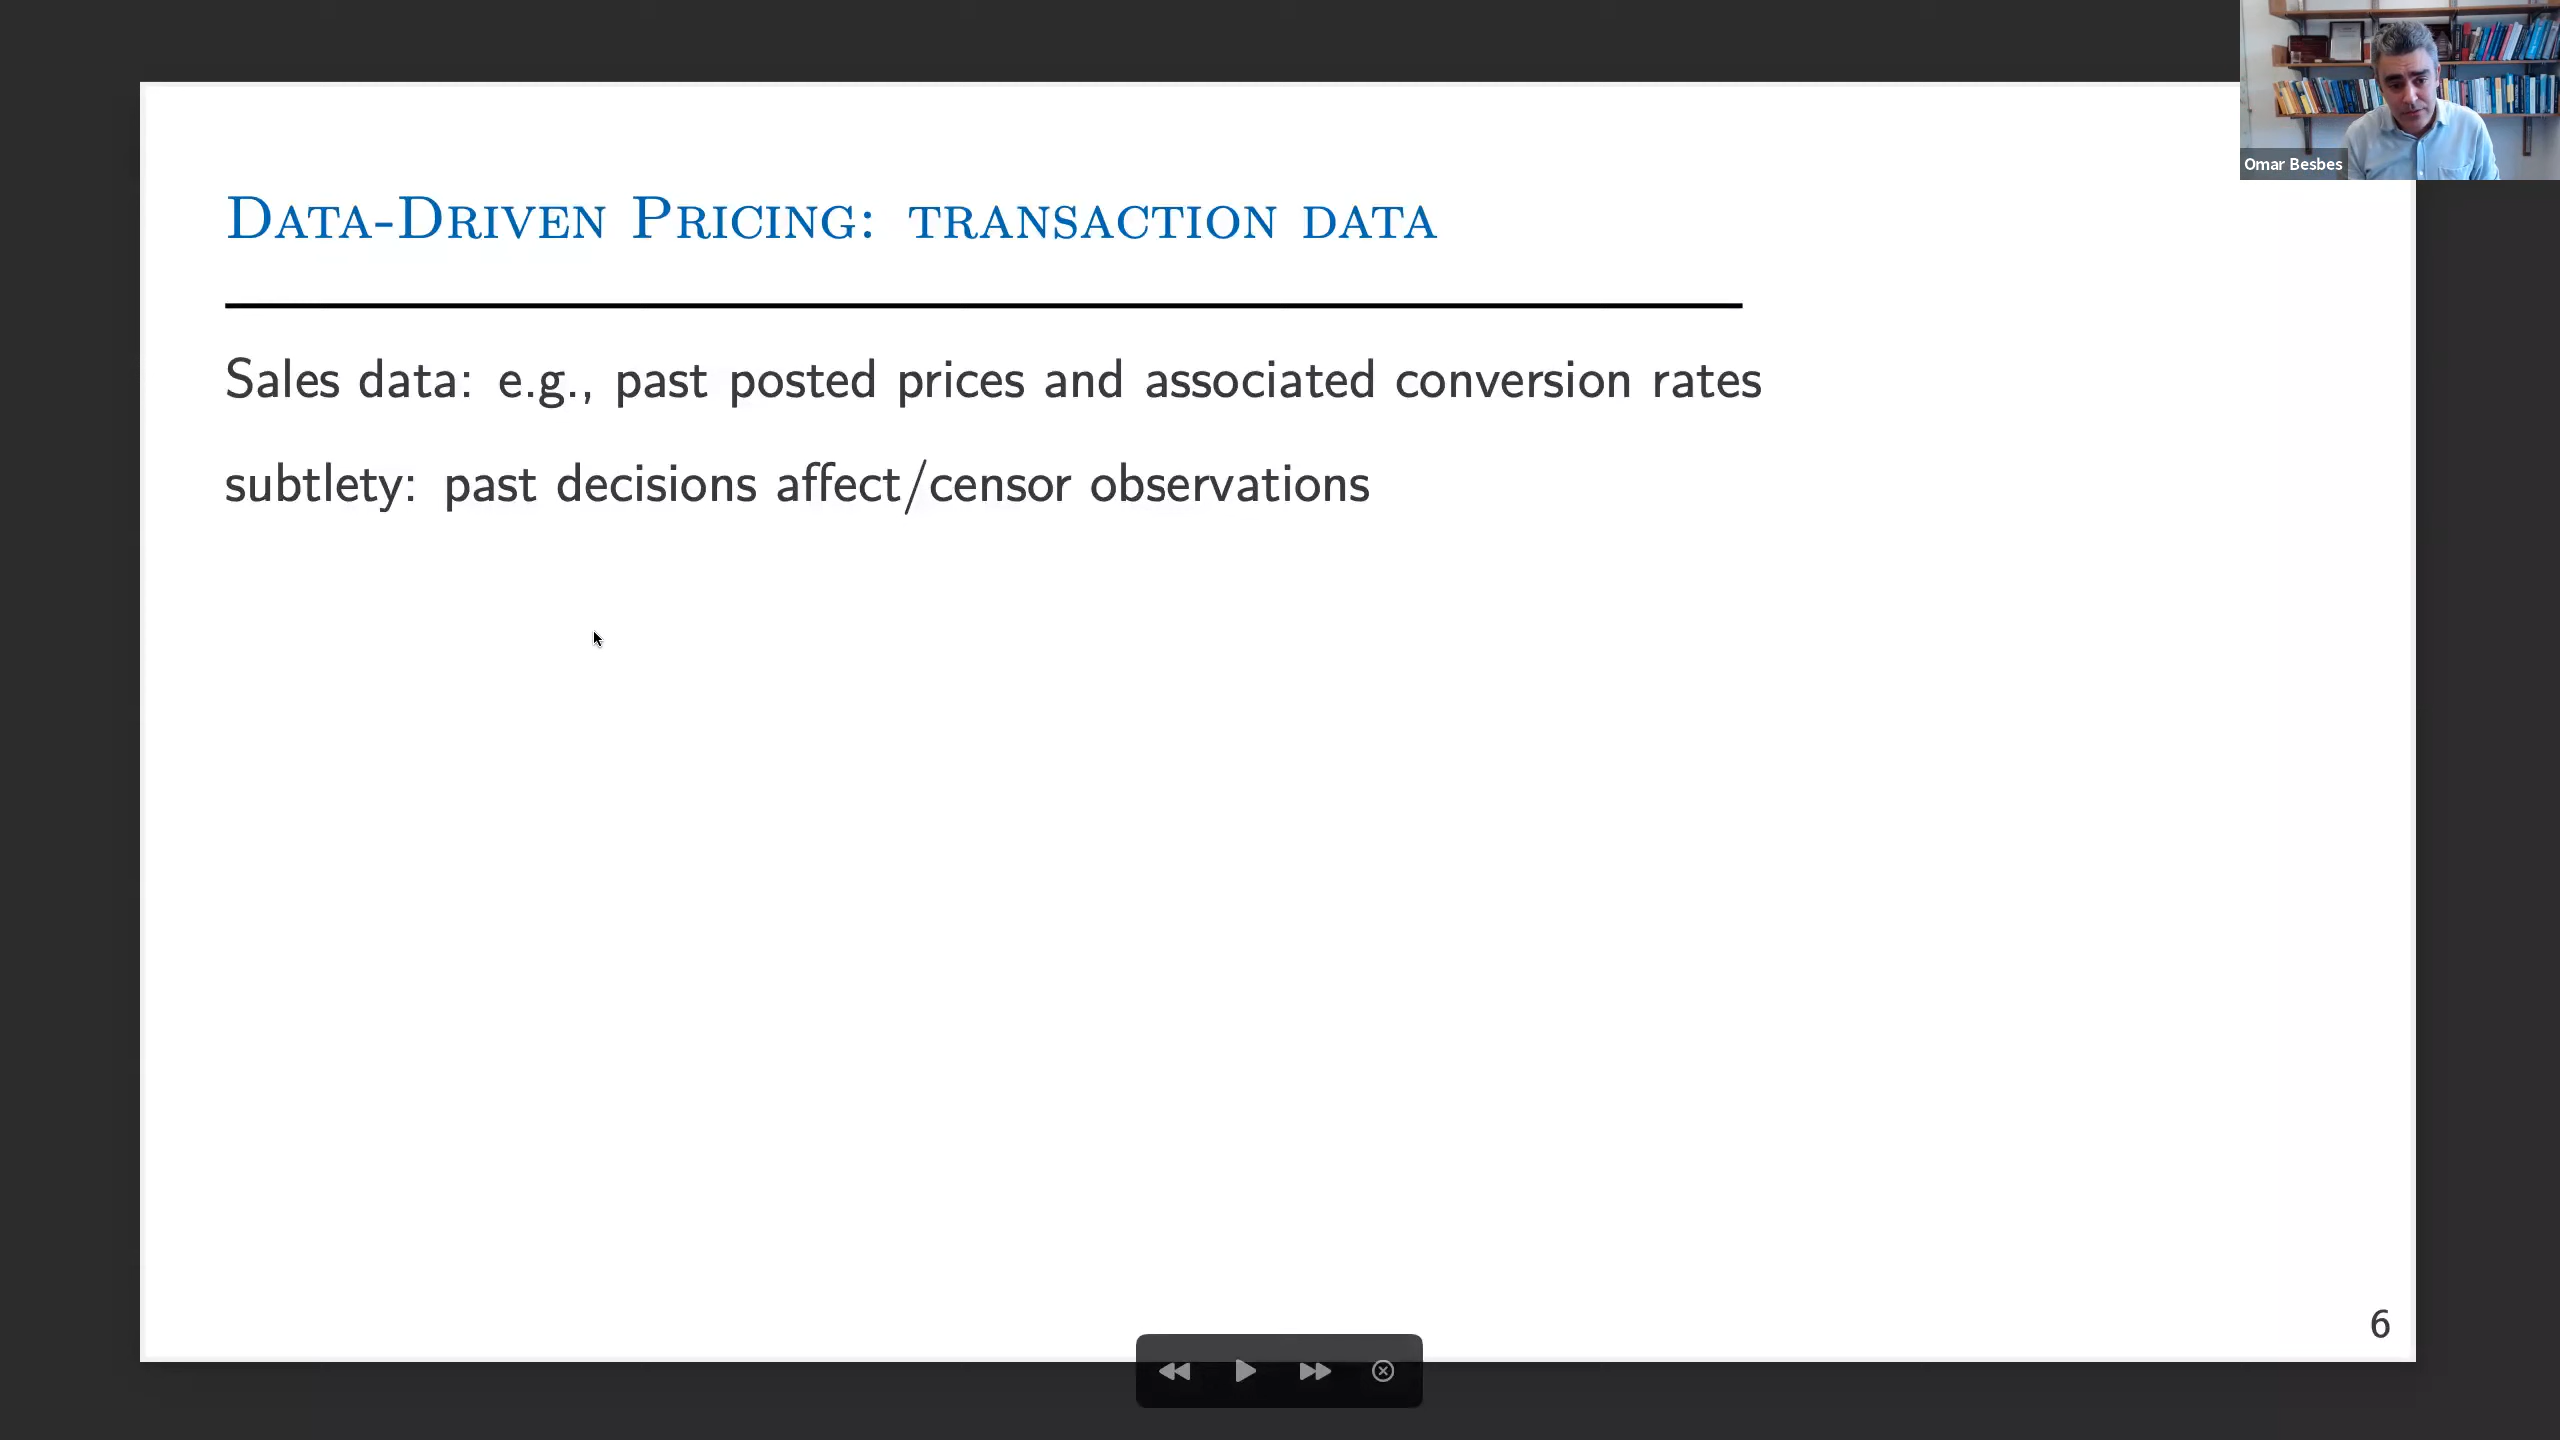 Omar Besbes
Data-Driven Pricing: transaction data
Sales data: e.g., past posted prices and associated conversion rates
subtlety: past decisions affect/censor observations
6